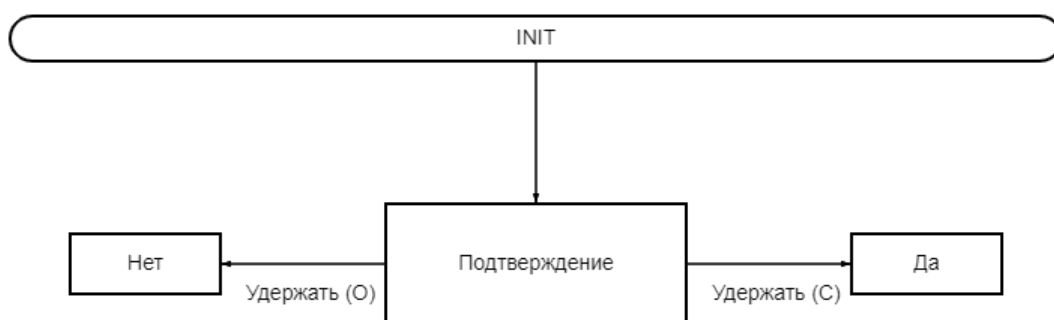 INIT
Нет
Подтверждение
Да
Удержать (O)
Удержать (C)